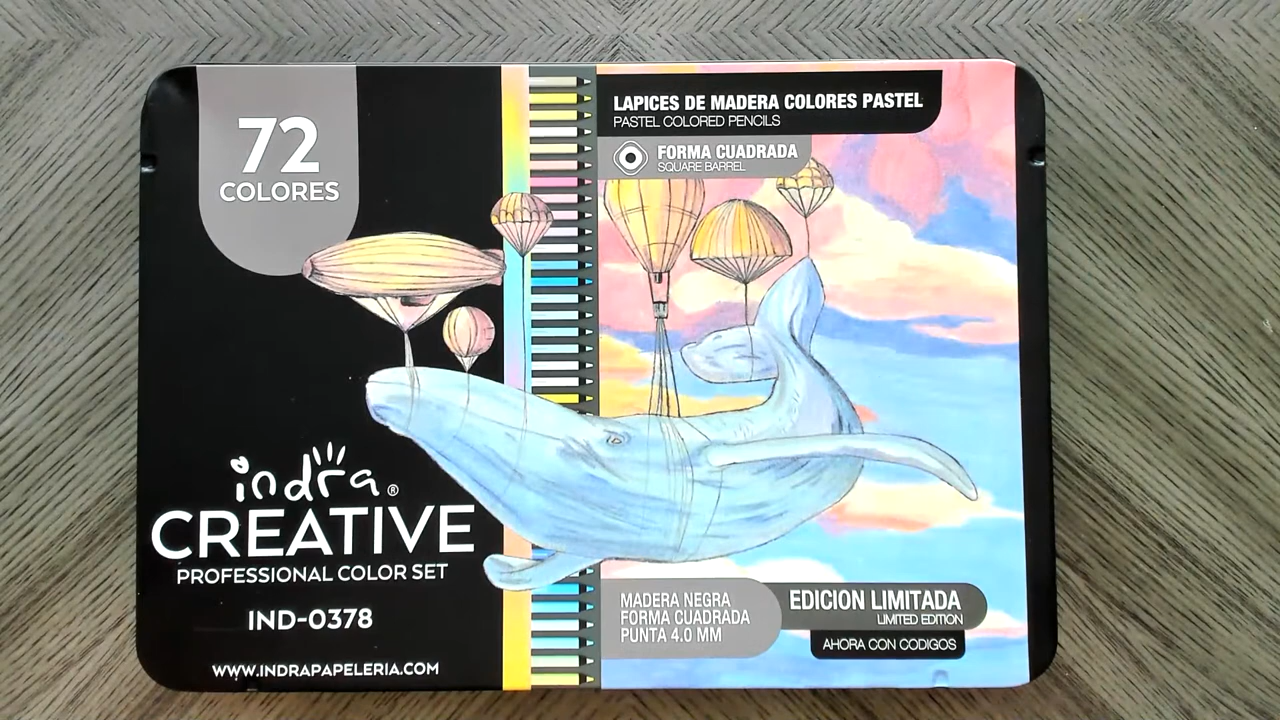 72
COLORES
LAPICES DE MADERA COLORES PASTEL
PASTEL COLORED PENCILS
FORMA CUADRADA
SQUARE BARREL
indra®
CREATIVE
PROFESSIONAL COLOR SET
IND-0378
WWW.INDRAPAPELERIA.COM
MADERA NEGRA
FORMA CUADRADA
PUNTA 4.0 MM
EDICION LIMITADA
LIMITED EDITION
AHORA CON CODIGOS